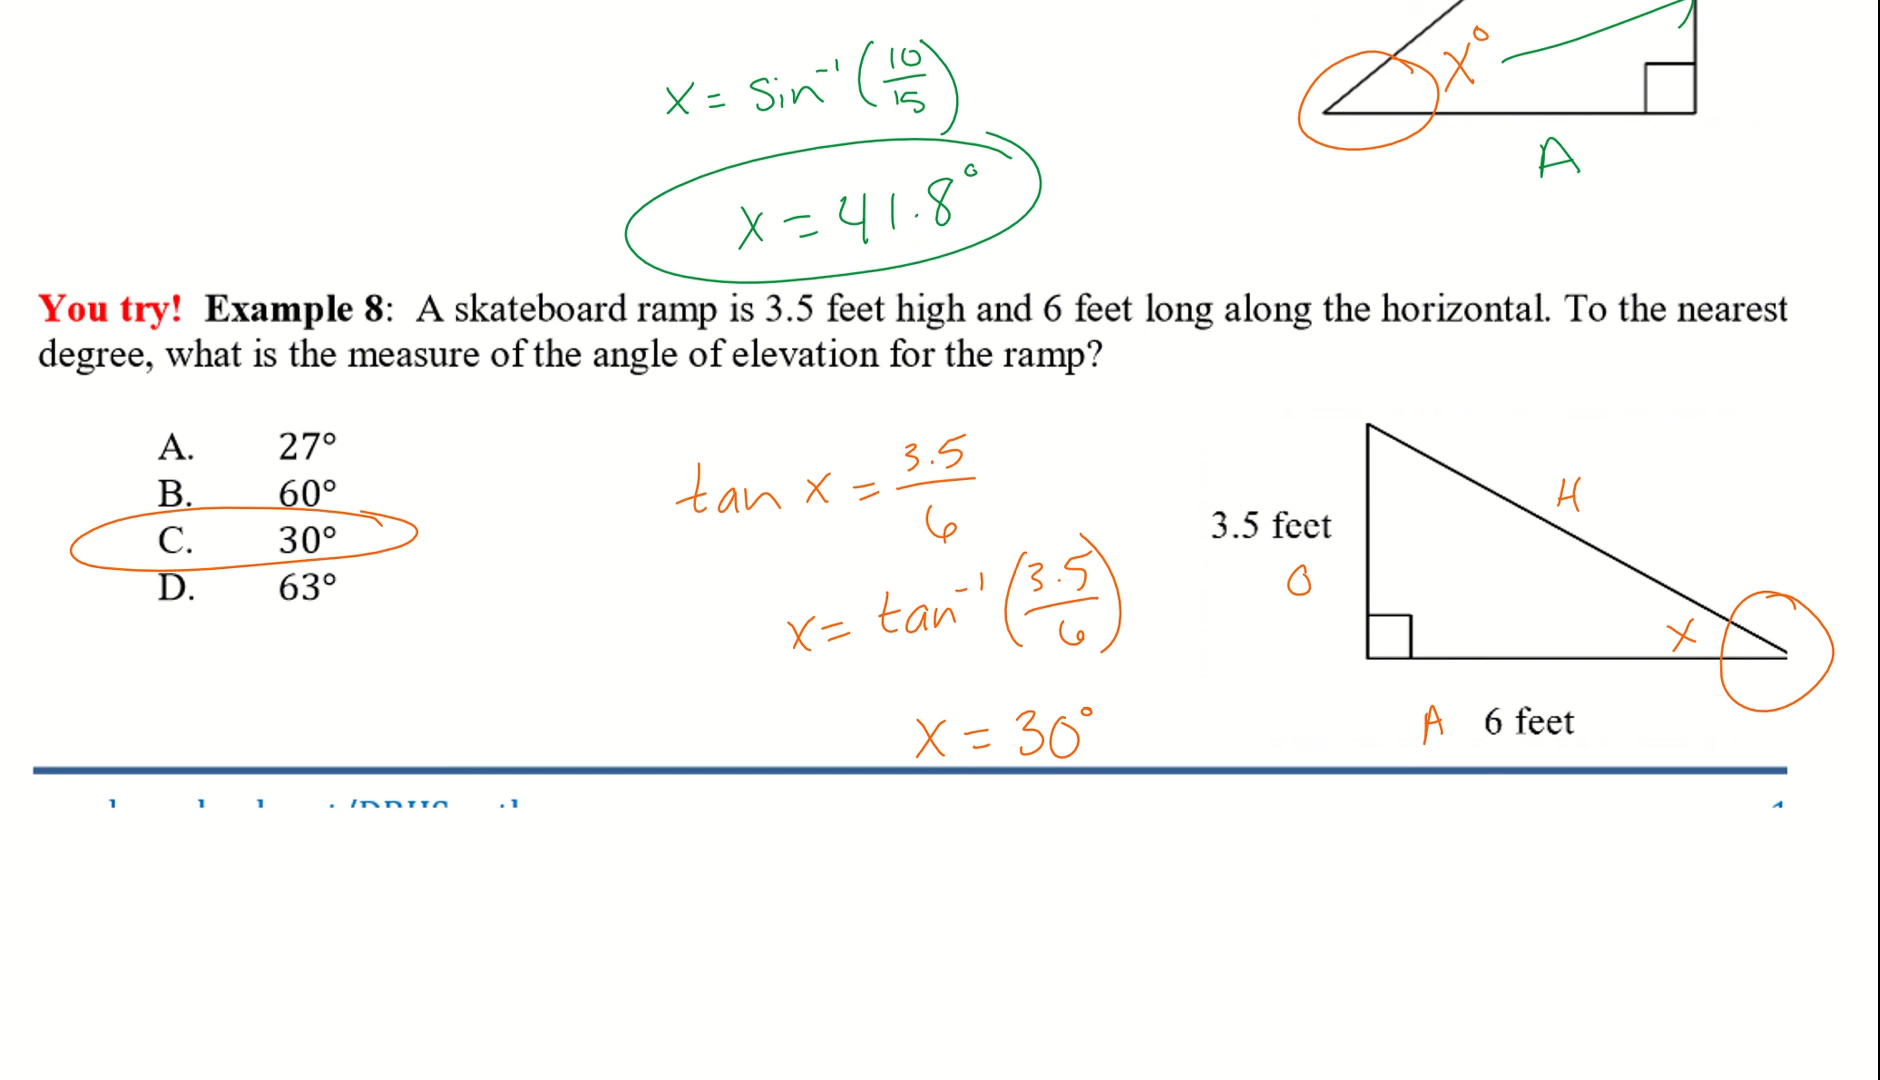 x = sin⁻¹(10/15)
x°
A
x = 41.8°
You try! Example 8: A skateboard ramp is 3.5 feet high and 6 feet long along the horizontal. To the nearest
degree, what is the measure of the angle of elevation for the ramp?
A. 27°
B. 60°
C. 30°
D. 63°
tan x = 3.5/6
x = tan⁻¹(3.5/6)
x = 30°
H
3.5 feet
O
x
A 6 feet